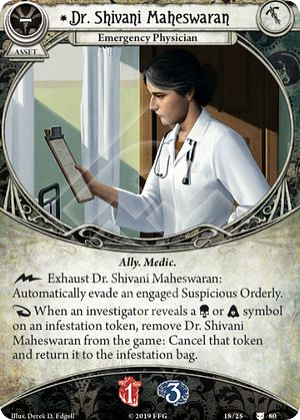 *Dr. Shivani Maheswaran
Emergency Physician
ASSET
Ally. Medic.
Exhaust Dr. Shivani Maheswaran:
Automatically evade an engaged Suspicious Orderly.
When an investigator reveals a or symbol
on an infestation token, remove Dr. Shivani
Maheswaran from the game: Cancel that token
and return it to the infestation bag.
1 3
Illus. Derek D. Edgell © 2019 FFG 18/25 80